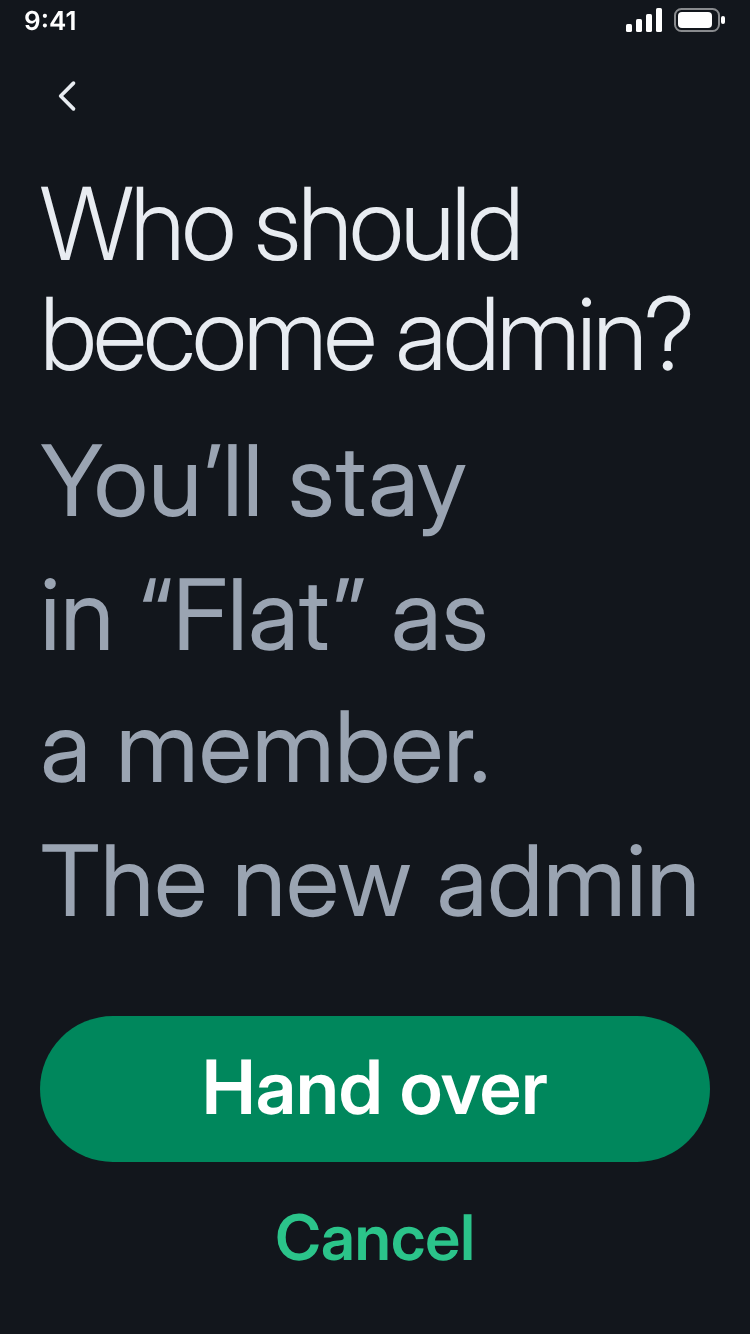 9:41
Who should
become admin?
You’ll stay
in “Flat” as
a member.
The new admin
Hand over
Cancel